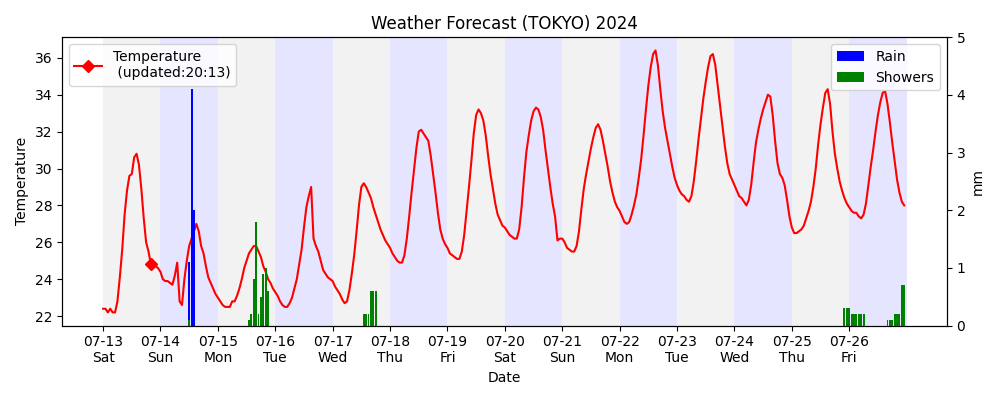 Weather Forecast (TOKYO) 2024
Temperature
(updated:20:13)
Rain
Showers
Temperature
36
34
32
30
28
26
24
22
5
4
3
2
1
0
mm
07-13 07-14 07-15 07-16 07-17 07-18 07-19 07-20 07-21 07-22 07-23 07-24 07-25 07-26
Sat Sun Mon Tue Wed Thu Fri Sat Sun Mon Tue Wed Thu Fri
Date